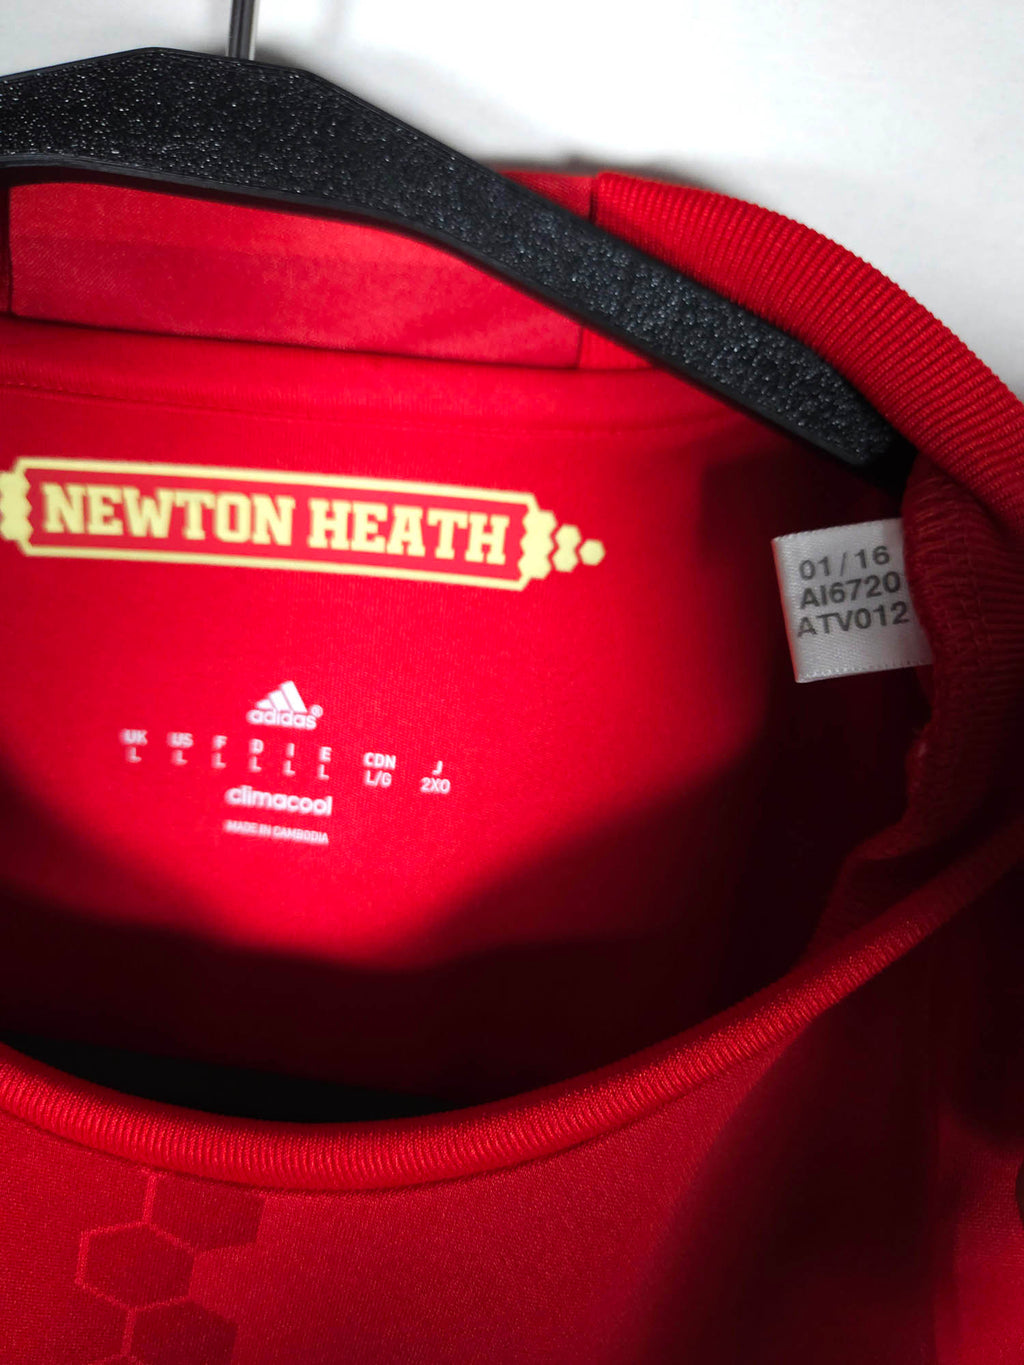 NEWTON HEATH
01/16
AI6720
ATV012
adidas®
UK US F D I E CDN J
L L L L L L L/G 2XO
climacool
MADE IN CAMBODIA